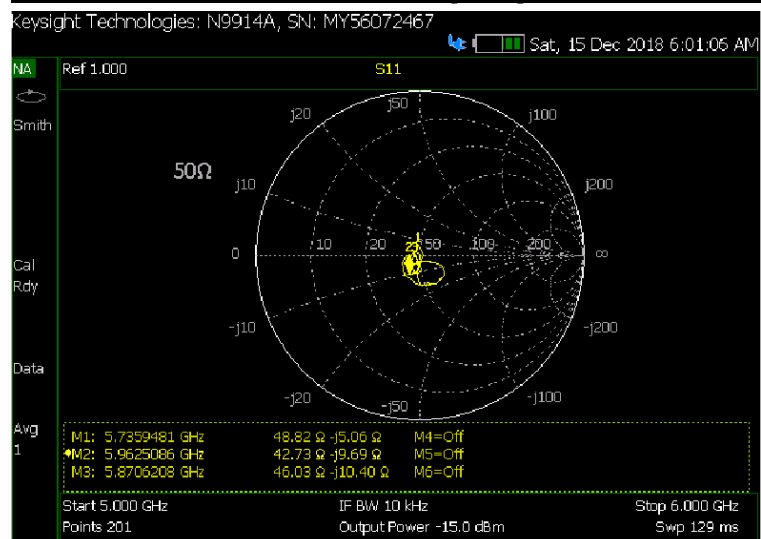 Keysight Technologies: N9914A, SN: MY56072467
Sat, 15 Dec 2018 6:01:06 AM
NA Ref 1.000 S11
Smith
j20 j50 j100
50Ω
j10 j200
0 10 20 50 100 200 ∞
1
23
Cal
Rdy
-j10 -j200
Data
-j20 -j50 -j100
Avg
1
M1: 5.7359481 GHz 48.82 Ω -j5.06 Ω M4=Off
M2: 5.9625086 GHz 42.73 Ω -j9.69 Ω M5=Off
M3: 5.8706208 GHz 46.03 Ω -j10.40 Ω M6=Off
Start 5.000 GHz IF BW 10 kHz Stop 6.000 GHz
Points 201 Output Power -15.0 dBm Swp 129 ms